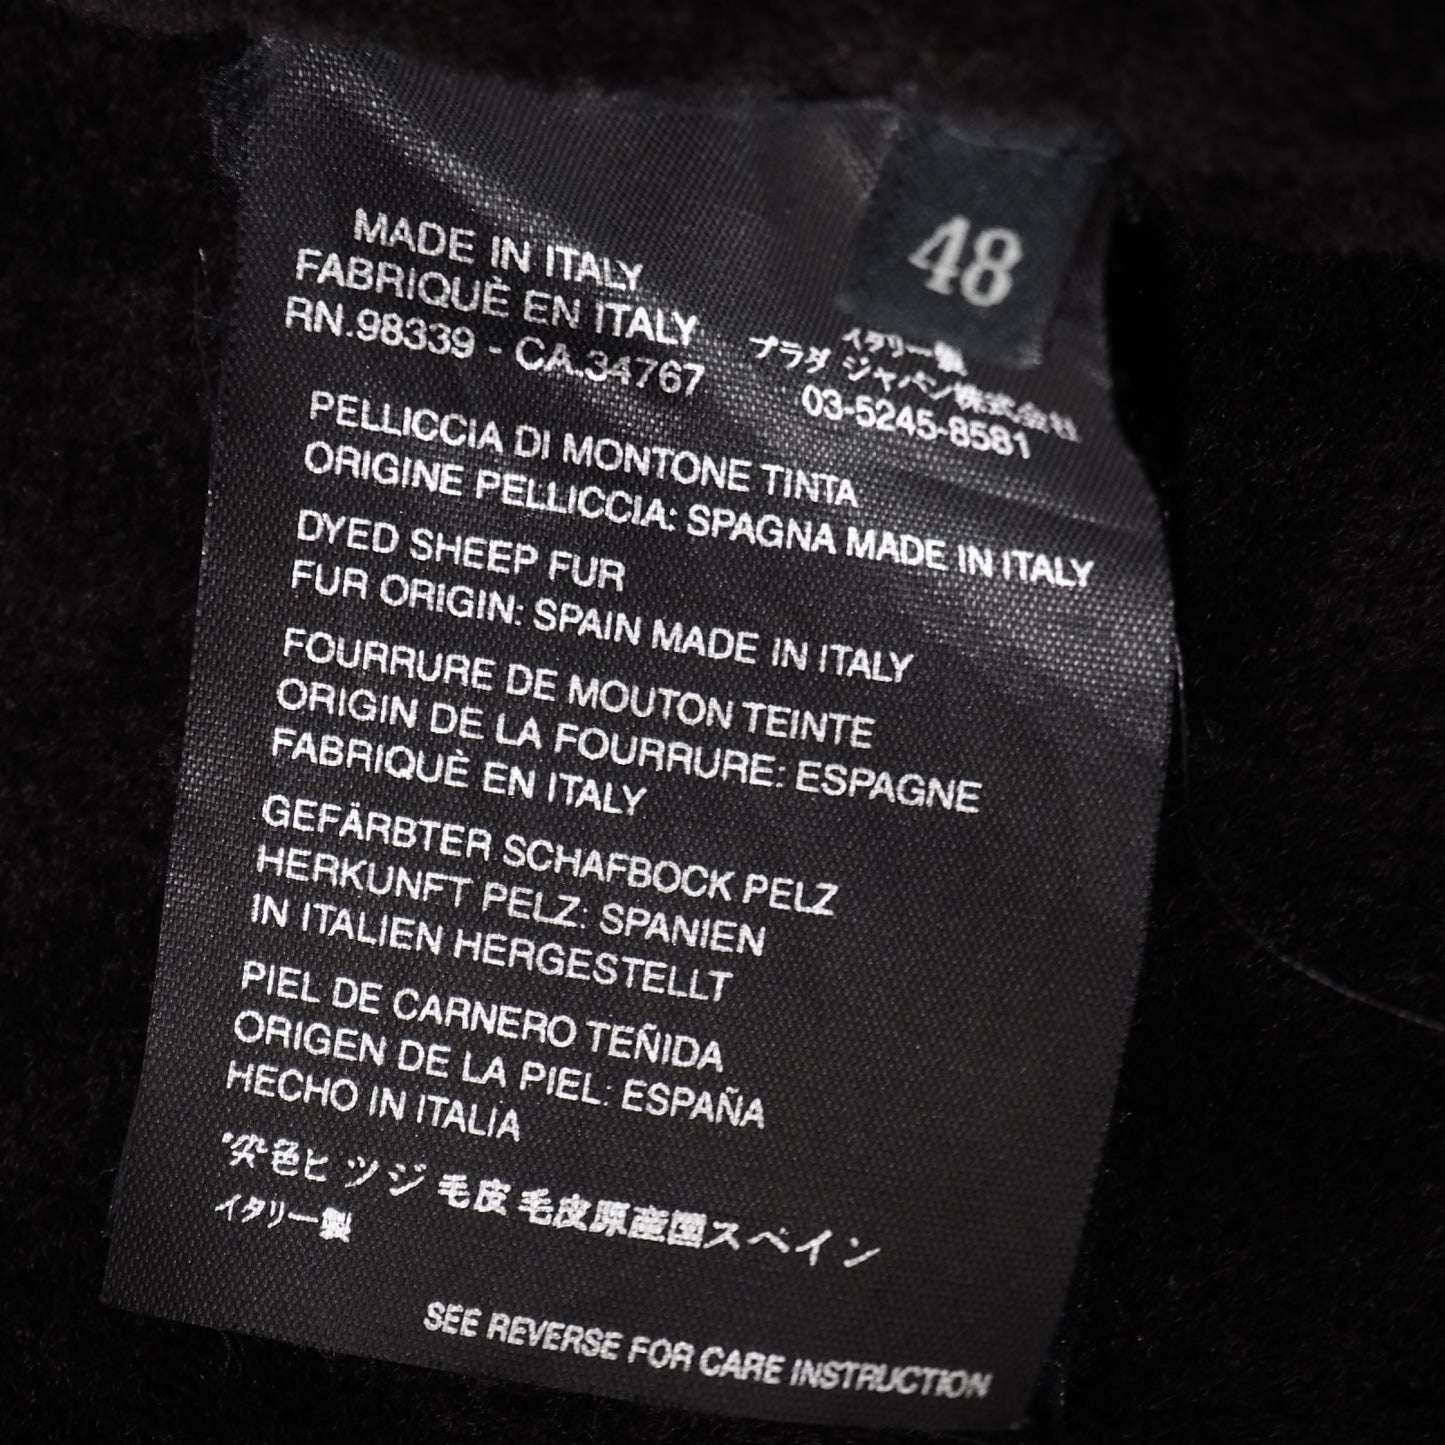 MADE IN ITALY
FABRIQUÈ EN ITALY
RN.98339 - CA.34767
48
イタリー製
プラダ ジャパン株式会社
03-5245-8581
PELLICCIA DI MONTONE TINTA
ORIGINE PELLICCIA: SPAGNA MADE IN ITALY
DYED SHEEP FUR
FUR ORIGIN: SPAIN MADE IN ITALY
FOURRURE DE MOUTON TEINTE
ORIGIN DE LA FOURRURE: ESPAGNE
FABRIQUÈ EN ITALY
GEFÄRBTER SCHAFBOCK PELZ
HERKUNFT PELZ: SPANIEN
IN ITALIEN HERGESTELLT
PIEL DE CARNERO TEÑIDA
ORIGEN DE LA PIEL: ESPAÑA
HECHO IN ITALIA
染色ヒ ツジ 毛皮 毛皮原産国スペイン
イタリー製
SEE REVERSE FOR CARE INSTRUCTION